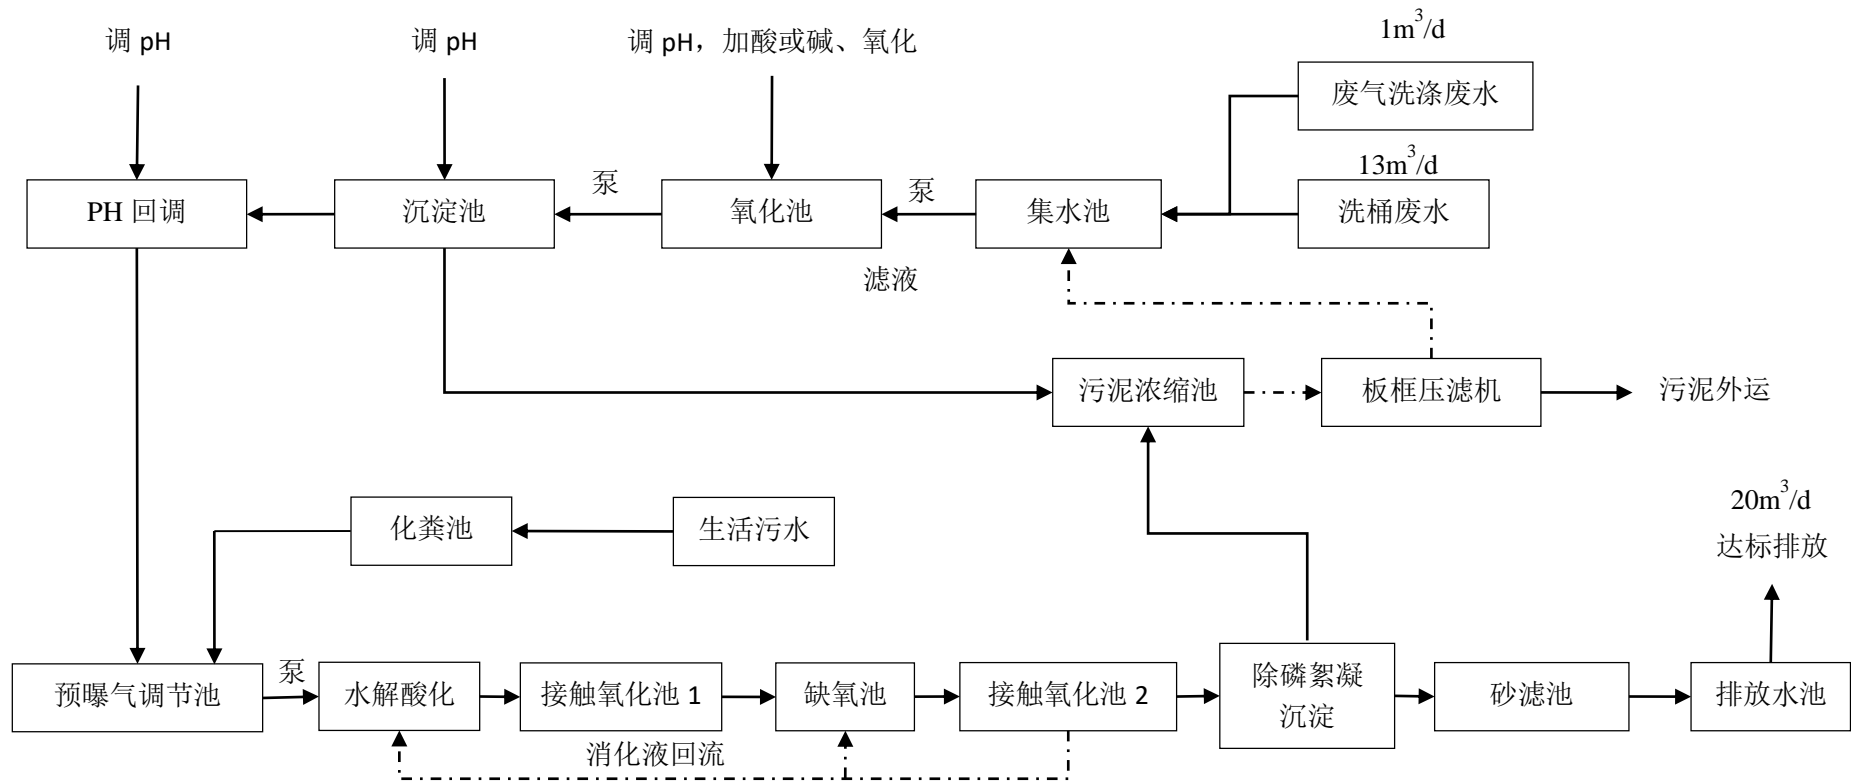 1m³/d
调 pH
调 pH
调 pH，加酸或碱、氧化
废气洗涤废水
13m³/d
PH 回调
沉淀池
泵
氧化池
泵
集水池
洗桶废水
滤液
污泥浓缩池
板框压滤机
污泥外运
20m³/d
达标排放
化粪池
生活污水
预曝气调节池
泵
水解酸化
接触氧化池 1
缺氧池
接触氧化池 2
除磷絮凝
沉淀
砂滤池
排放水池
消化液回流